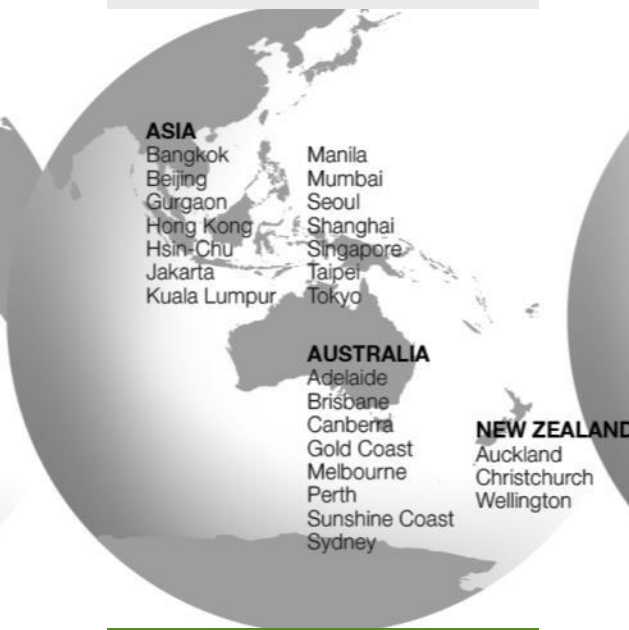 ASIA
Bangkok
Beijing
Gurgaon
Hong Kong
Hsin-Chu
Jakarta
Kuala Lumpur
Manila
Mumbai
Seoul
Shanghai
Singapore
Taipei
Tokyo
AUSTRALIA
Adelaide
Brisbane
Canberra
Gold Coast
Melbourne
Perth
Sunshine Coast
Sydney
NEW ZEALAND
Auckland
Christchurch
Wellington